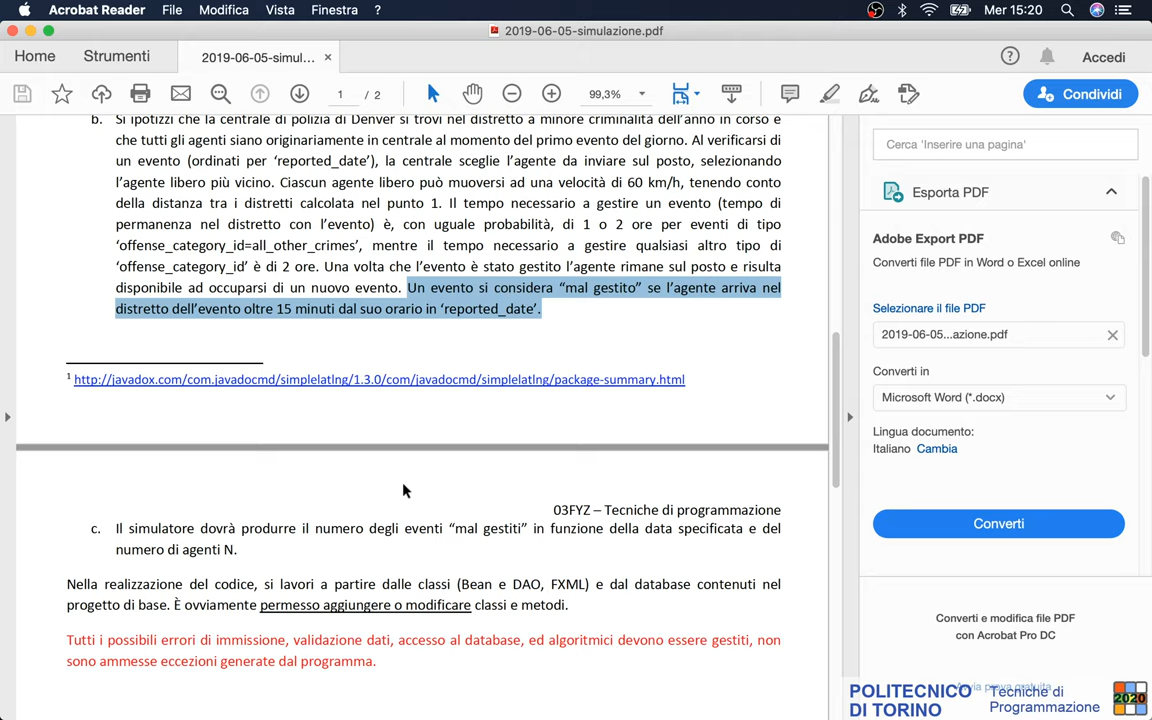 Acrobat Reader File Modifica Vista Finestra ? Mer 15:20
2019-06-05-simulazione.pdf
Home Strumenti 2019-06-05-simul... × Accedi
1 / 2 99,3% Condividi
b. Si ipotizzi che la centrale di polizia di Denver si trovi nel distretto a minore criminalità dell'anno in corso e
che tutti gli agenti siano originariamente in centrale al momento del primo evento del giorno. Al verificarsi di
un evento (ordinati per 'reported_date'), la centrale sceglie l'agente da inviare sul posto, selezionando
l'agente libero più vicino. Ciascun agente libero può muoversi ad una velocità di 60 km/h, tenendo conto
della distanza tra i distretti calcolata nel punto 1. Il tempo necessario a gestire un evento (tempo di
permanenza nel distretto con l'evento) è, con uguale probabilità, di 1 o 2 ore per eventi di tipo
'offense_category_id=all_other_crimes', mentre il tempo necessario a gestire qualsiasi altro tipo di
'offense_category_id' è di 2 ore. Una volta che l'evento è stato gestito l'agente rimane sul posto e risulta
disponibile ad occuparsi di un nuovo evento. Un evento si considera "mal gestito" se l'agente arriva nel
distretto dell'evento oltre 15 minuti dal suo orario in 'reported_date'.
1 http://javadox.com/com.javadocmd/simplelatlng/1.3.0/com/javadocmd/simplelatlng/package-summary.html
03FYZ – Tecniche di programmazione
c. Il simulatore dovrà produrre il numero degli eventi "mal gestiti" in funzione della data specificata e del
numero di agenti N.
Nella realizzazione del codice, si lavori a partire dalle classi (Bean e DAO, FXML) e dal database contenuti nel
progetto di base. È ovviamente permesso aggiungere o modificare classi e metodi.
Tutti i possibili errori di immissione, validazione dati, accesso al database, ed algoritmici devono essere gestiti, non
sono ammesse eccezioni generate dal programma.
Cerca 'Inserire una pagina'
Esporta PDF
Adobe Export PDF
Converti file PDF in Word o Excel online
Selezionare il file PDF
2019-06-05...azione.pdf
Converti in
Microsoft Word (*.docx)
Lingua documento:
Italiano Cambia
Converti
Converti e modifica file PDF
con Acrobat Pro DC
Avvia prova gratuita
POLITECNICO
DI TORINO
Tecniche di
Programmazione
2020